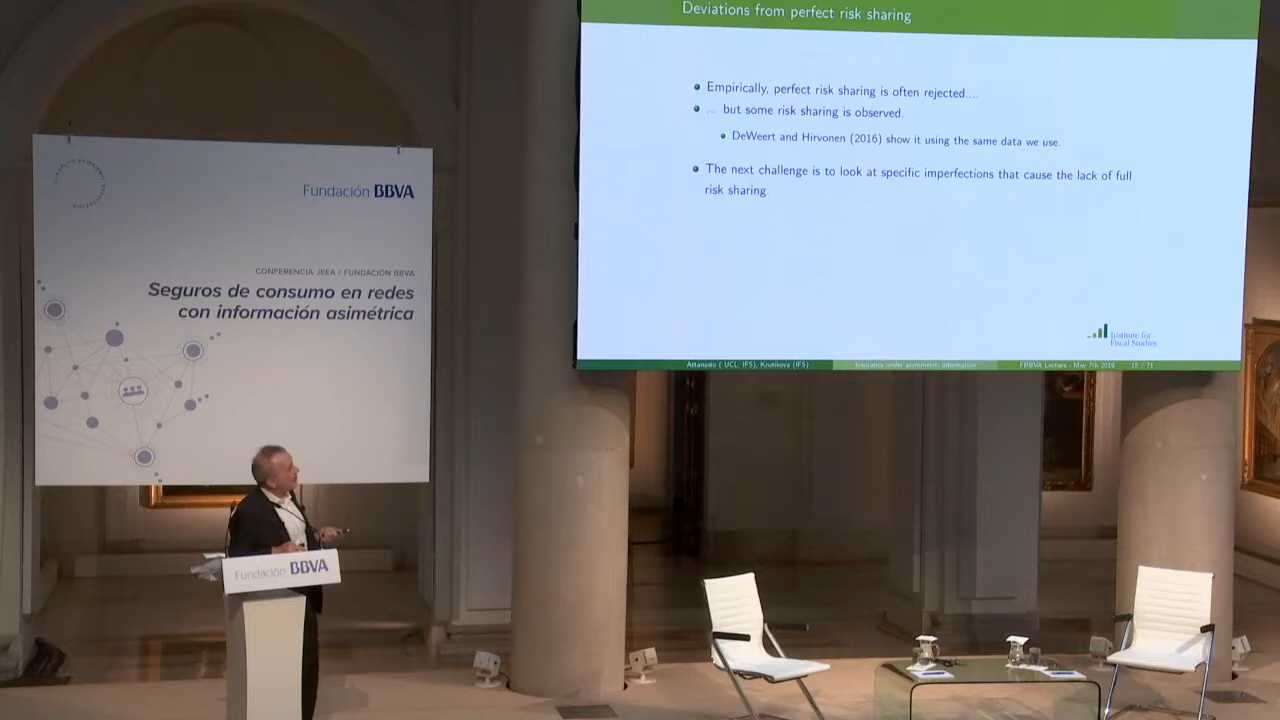 Deviations from perfect risk sharing
Empirically, perfect risk sharing is often rejected....
... but some risk sharing is observed.
DeWeert and Hirvonen (2016) show it using the same data we use.
The next challenge is to look at specific imperfections that cause the lack of full
risk sharing.
Institute for
Fiscal Studies
Attanasio ( UCL, IFS), Krutikova (IFS)
Insurance under asymmetric information
FBBVA Lecture - May 7th 2019
15 / 71
Fundación BBVA
CONFERENCIA JEEA / FUNDACIÓN BBVA
Seguros de consumo en redes
con información asimétrica
Fundación BBVA